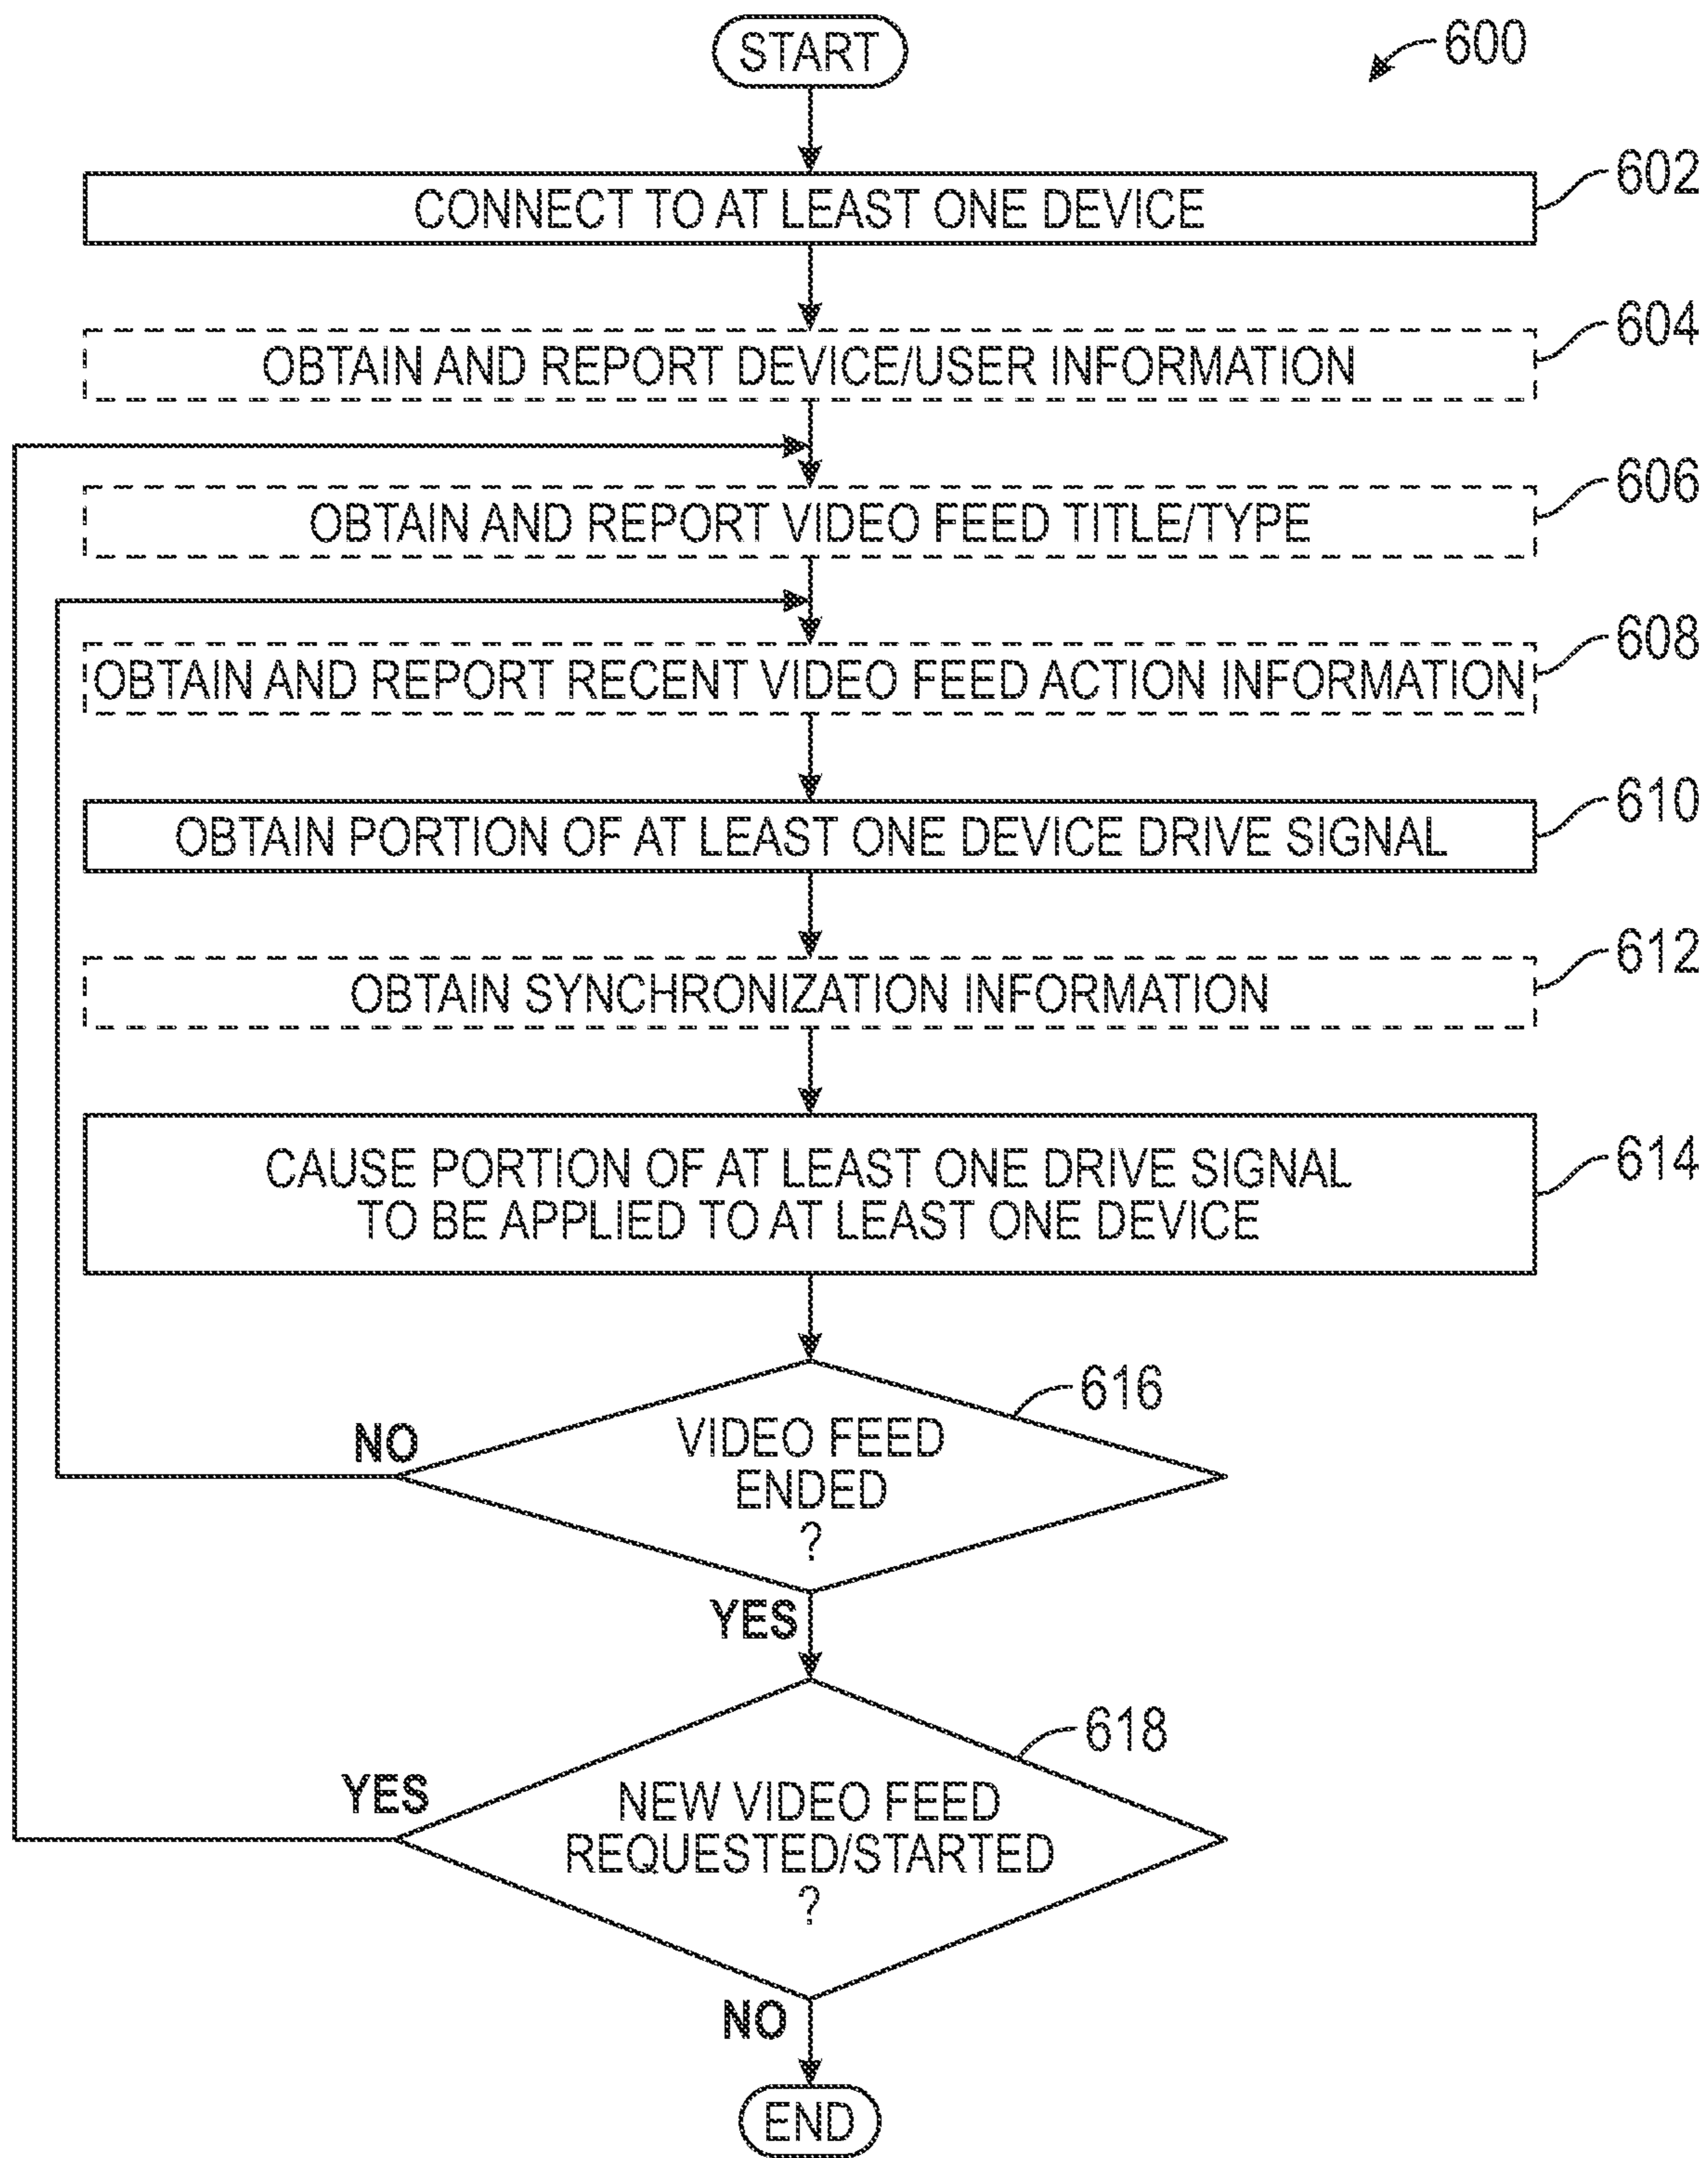 START
600
CONNECT TO AT LEAST ONE DEVICE
602
OBTAIN AND REPORT DEVICE/USER INFORMATION
604
OBTAIN AND REPORT VIDEO FEED TITLE/TYPE
606
OBTAIN AND REPORT RECENT VIDEO FEED ACTION INFORMATION
608
OBTAIN PORTION OF AT LEAST ONE DEVICE DRIVE SIGNAL
610
OBTAIN SYNCHRONIZATION INFORMATION
612
CAUSE PORTION OF AT LEAST ONE DRIVE SIGNAL
TO BE APPLIED TO AT LEAST ONE DEVICE
614
616
NO
VIDEO FEED
ENDED
?
YES
618
YES
NEW VIDEO FEED
REQUESTED/STARTED
?
NO
END